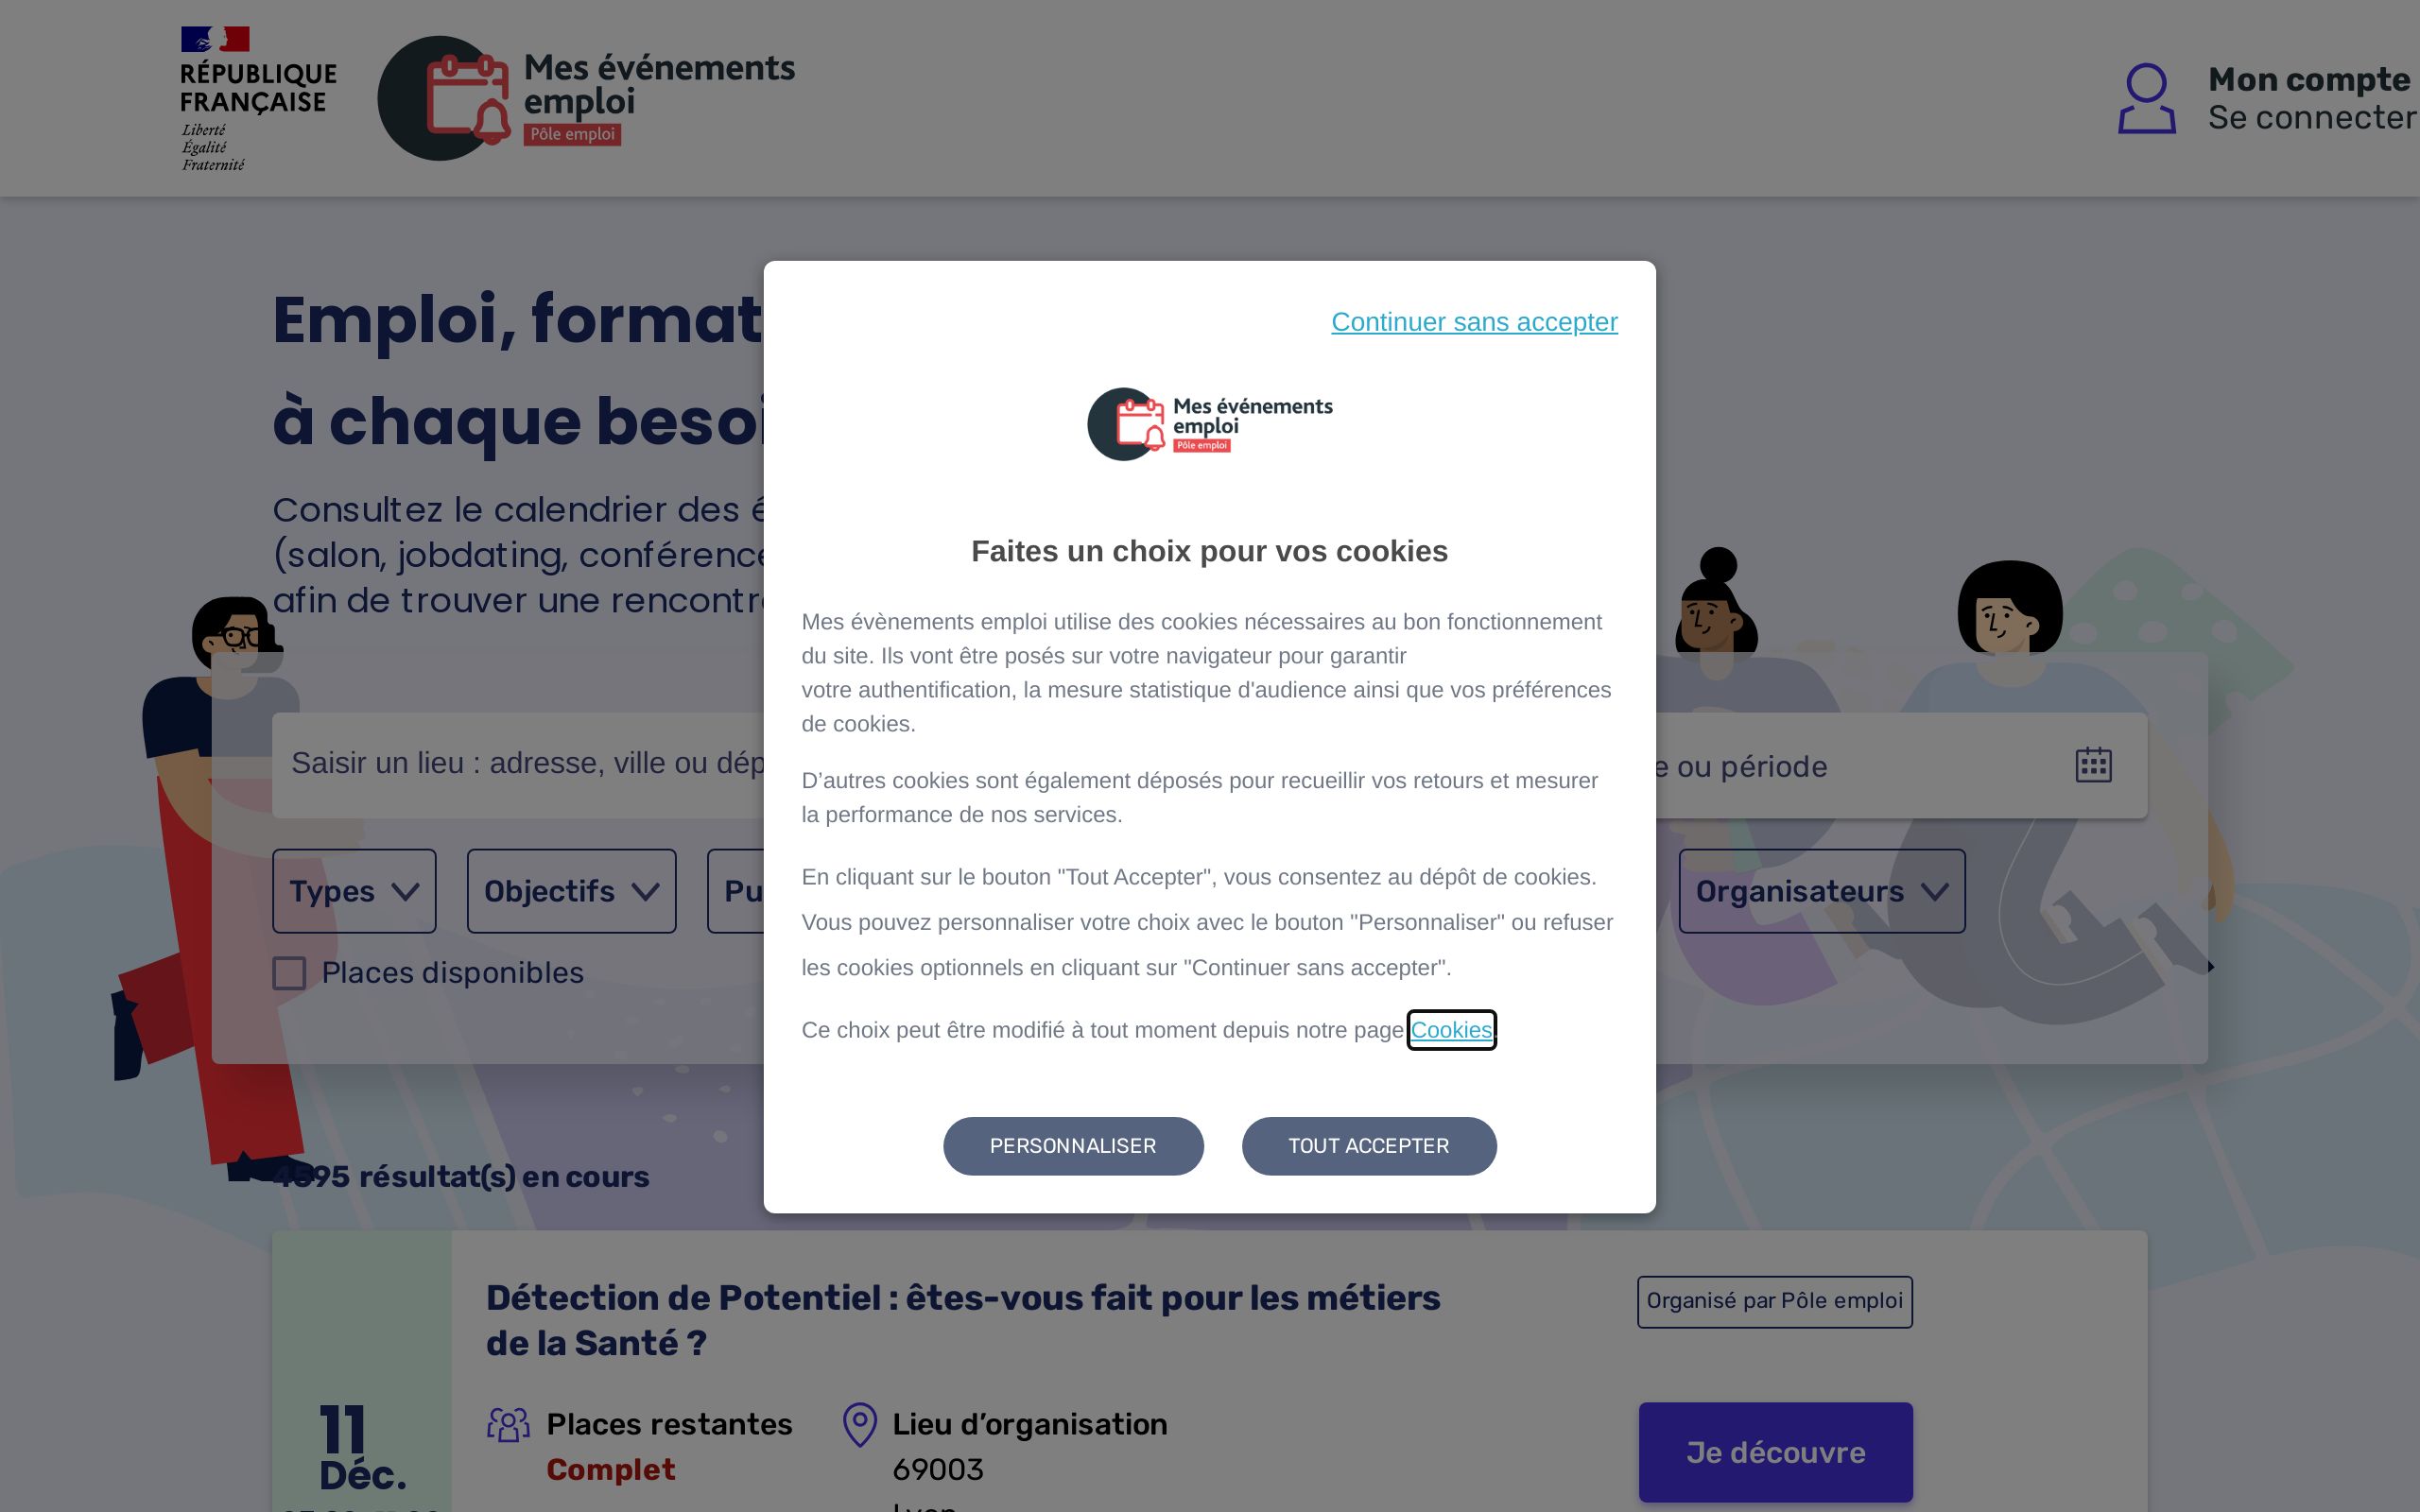 RÉPUBLIQUE
FRANÇAISE
Liberté
Égalité
Fraternité
Mes événements
emploi
Pôle emploi
Mon compte
Se connecter
Emploi, format
à chaque besoi
Consultez le calendrier des é
(salon, jobdating, conférence
afin de trouver une rencontr
Continuer sans accepter
Mes événements
emploi
Pôle emploi
Faites un choix pour vos cookies
Mes évènements emploi utilise des cookies nécessaires au bon fonctionnement
du site. Ils vont être posés sur votre navigateur pour garantir
votre authentification, la mesure statistique d'audience ainsi que vos préférences
de cookies.
D’autres cookies sont également déposés pour recueillir vos retours et mesurer
la performance de nos services.
En cliquant sur le bouton "Tout Accepter", vous consentez au dépôt de cookies.
Vous pouvez personnaliser votre choix avec le bouton "Personnaliser" ou refuser
les cookies optionnels en cliquant sur "Continuer sans accepter".
Ce choix peut être modifié à tout moment depuis notre page Cookies.
PERSONNALISER
TOUT ACCEPTER
Saisir un lieu : adresse, ville ou dép
e ou période
Types
Objectifs
Pu
Organisateurs
Places disponibles
4595 résultat(s) en cours
Détection de Potentiel : êtes-vous fait pour les métiers
de la Santé ?
Organisé par Pôle emploi
11
Déc.
Places restantes
Complet
Lieu d’organisation
69003
Lyon
Je découvre